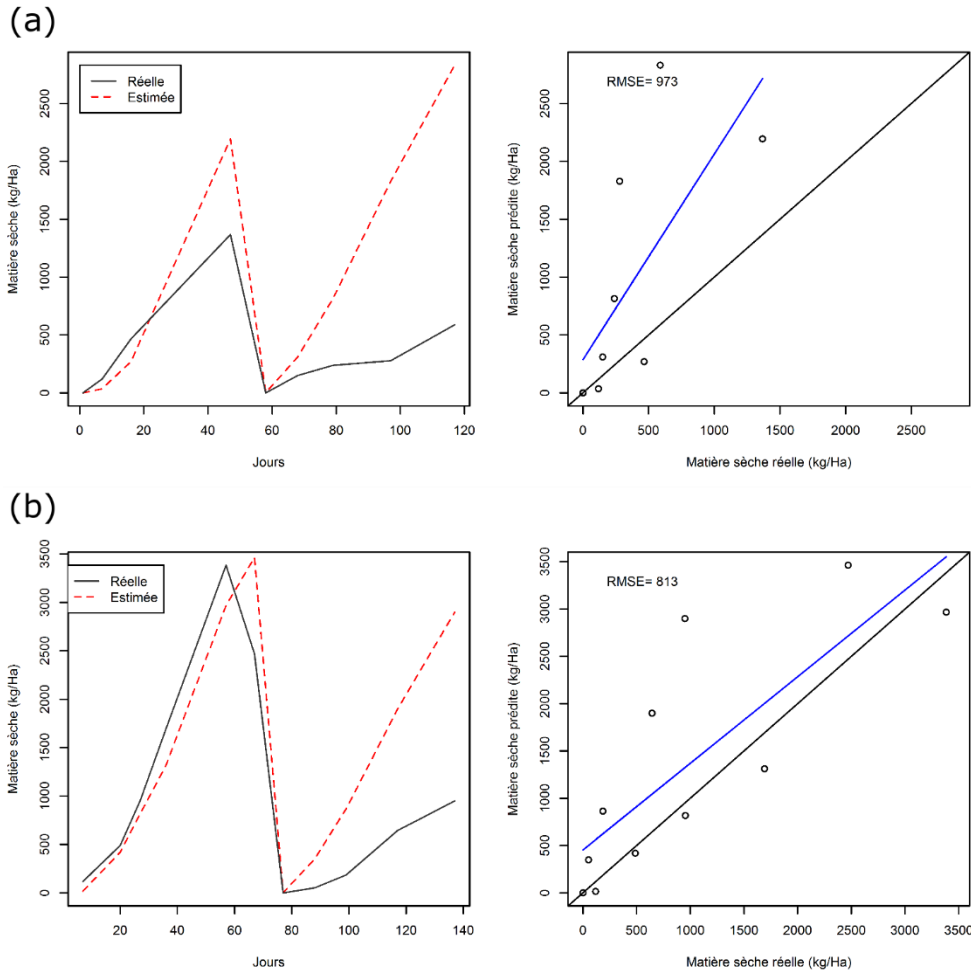 (a)
Matière sèche (kg/Ha)
0 500 1000 1500 2000 2500
Réelle
Estimée
0 20 40 60 80 100 120
Jours
Matière sèche prédite (kg/Ha)
0 500 1000 1500 2000 2500
RMSE= 973
0 500 1000 1500 2000 2500
Matière sèche réelle (kg/Ha)
(b)
Matière sèche (kg/Ha)
0 500 1000 1500 2000 2500 3000 3500
Réelle
Estimée
20 40 60 80 100 120 140
Jours
Matière sèche prédite (kg/Ha)
0 500 1000 1500 2000 2500 3000 3500
RMSE= 813
0 500 1000 1500 2000 2500 3000 3500
Matière sèche réelle (kg/Ha)